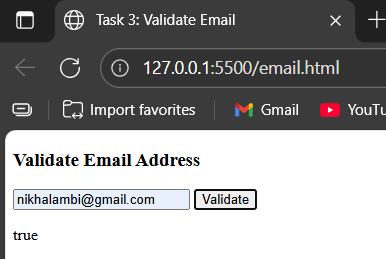 Task 3: Validate Email
127.0.0.1:5500/email.html
Import favorites Gmail
Validate Email Address
nikhalambi@gmail.com Validate
true